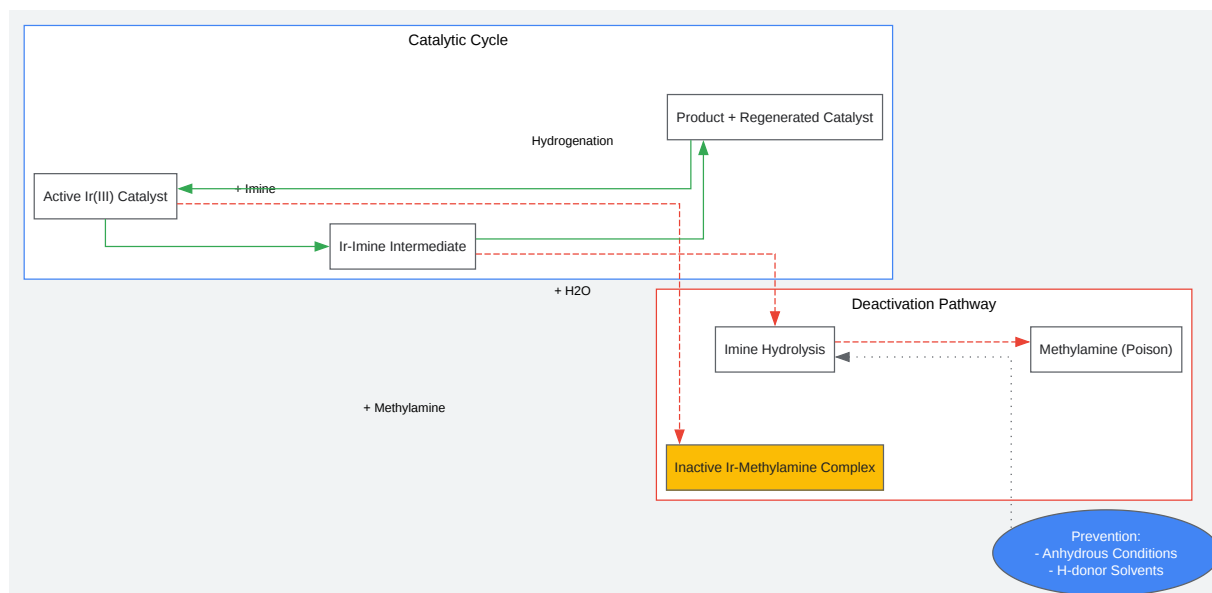 Catalytic Cycle
Product + Regenerated Catalyst
Hydrogenation
+ Imine
Active Ir(III) Catalyst
Ir-Imine Intermediate
+ H2O
Deactivation Pathway
Imine Hydrolysis
Methylamine (Poison)
+ Methylamine
Inactive Ir-Methylamine Complex
Prevention:
- Anhydrous Conditions
- H-donor Solvents